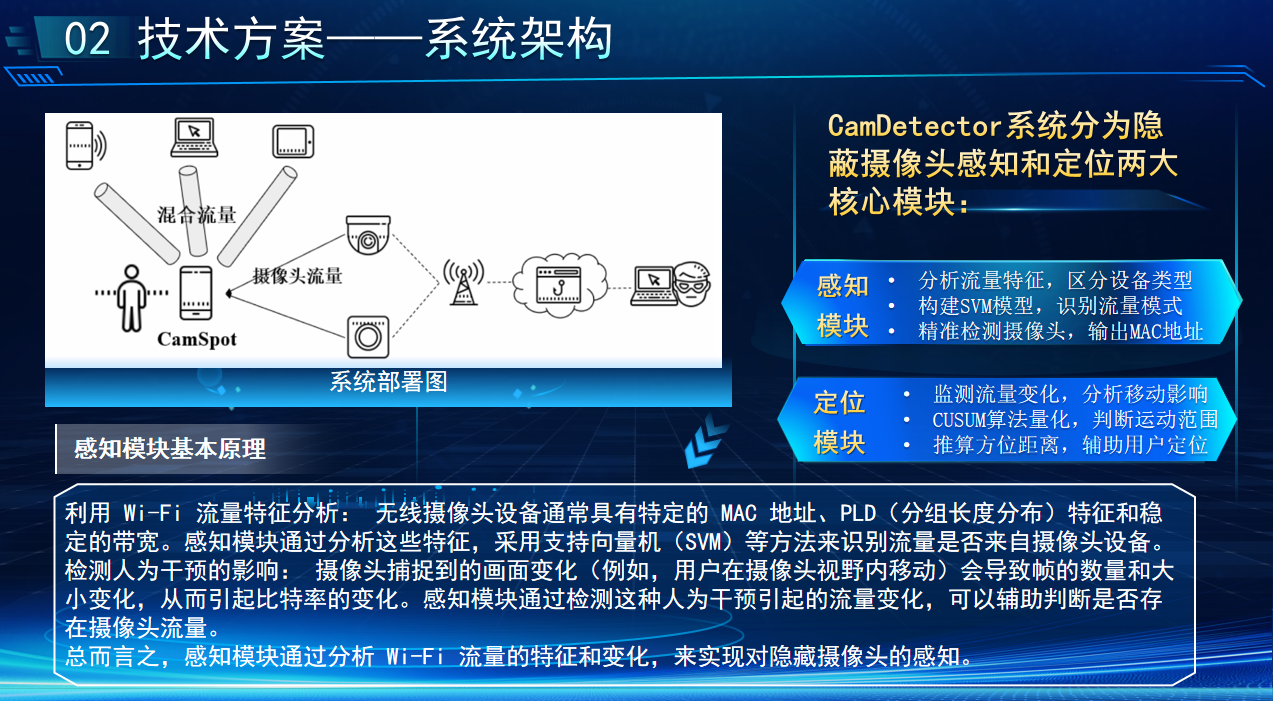 02 技术方案——系统架构
混合流量
摄像头流量
CamSpot
系统部署图
CamDetector系统分为隐
蔽摄像头感知和定位两大
核心模块：
感知
模块
• 分析流量特征，区分设备类型
• 构建SVM模型，识别流量模式
• 精准检测摄像头，输出MAC地址
定位
模块
• 监测流量变化，分析移动影响
• CUSUM算法量化，判断运动范围
• 推算方位距离，辅助用户定位
感知模块基本原理
利用 Wi-Fi 流量特征分析： 无线摄像头设备通常具有特定的 MAC 地址、PLD（分组长度分布）特征和稳
定的带宽。感知模块通过分析这些特征，采用支持向量机（SVM）等方法来识别流量是否来自摄像头设备。
检测人为干预的影响： 摄像头捕捉到的画面变化（例如，用户在摄像头视野内移动）会导致帧的数量和大
小变化，从而引起比特率的变化。感知模块通过检测这种人为干预引起的流量变化，可以辅助判断是否存
在摄像头流量。
总而言之，感知模块通过分析 Wi-Fi 流量的特征和变化，来实现对隐藏摄像头的感知。